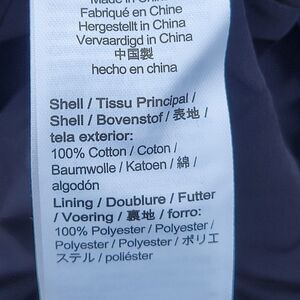 Made in China
Fabriqué en Chine
Hergestellt in China
Vervaardigd in China
中国製
hecho en china
Shell / Tissu Principal /
Shell / Bovenstof / 表地 /
tela exterior:
100% Cotton / Coton /
Baumwolle / Katoen / 綿 /
algodón
Lining / Doublure / Futter
/ Voering / 裏地 / forro:
100% Polyester / Polyester /
Polyester / Polyester / ポリエ
ステル / poliéster